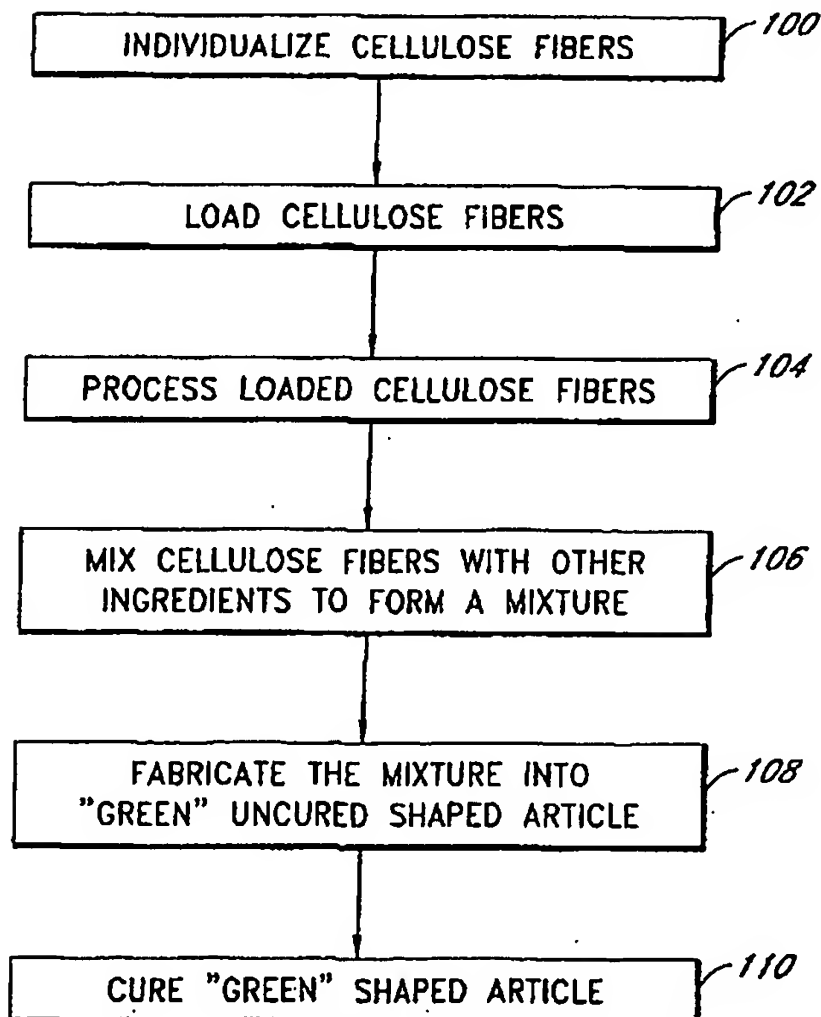 INDIVIDUALIZE CELLULOSE FIBERS
100
LOAD CELLULOSE FIBERS
102
PROCESS LOADED CELLULOSE FIBERS
104
MIX CELLULOSE FIBERS WITH OTHER
INGREDIENTS TO FORM A MIXTURE
106
FABRICATE THE MIXTURE INTO
"GREEN" UNCURED SHAPED ARTICLE
108
CURE "GREEN" SHAPED ARTICLE
110